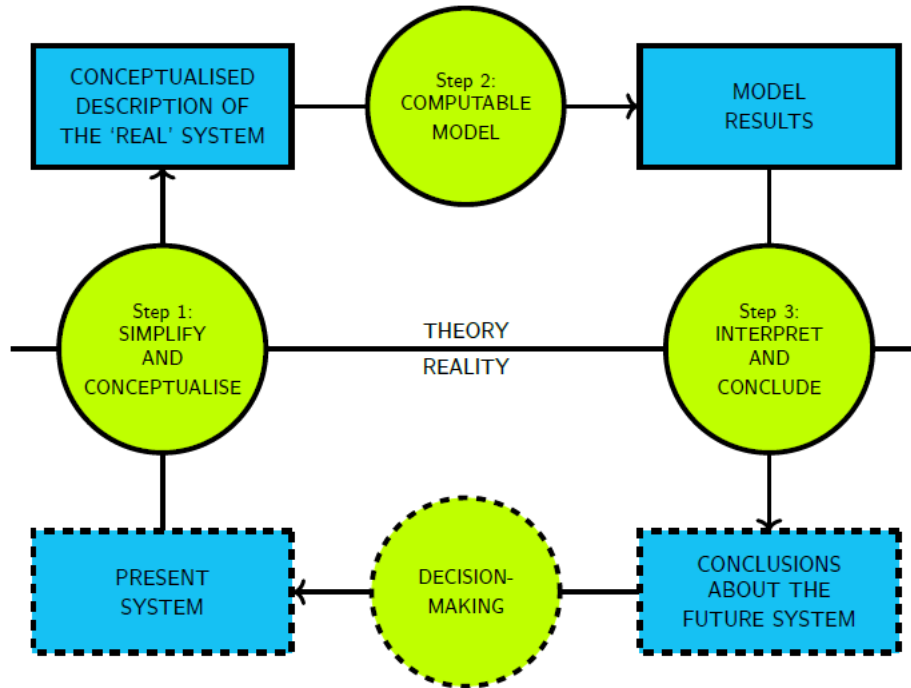 CONCEPTUALISED
DESCRIPTION OF
THE ‘REAL’ SYSTEM
Step 2:
COMPUTABLE
MODEL
MODEL
RESULTS
Step 1:
SIMPLIFY
AND
CONCEPTUALISE
THEORY
REALITY
Step 3:
INTERPRET
AND
CONCLUDE
PRESENT
SYSTEM
DECISION-
MAKING
CONCLUSIONS
ABOUT THE
FUTURE SYSTEM